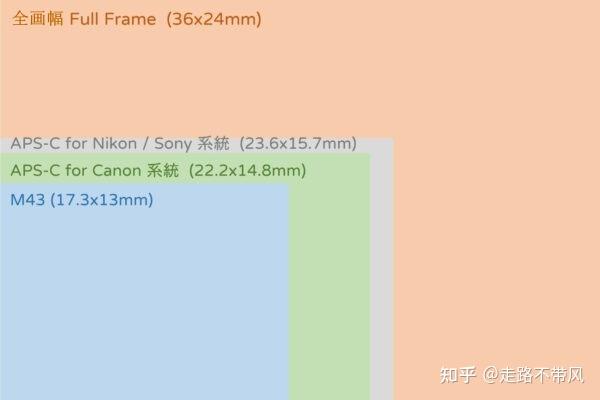 全画幅 Full Frame (36x24mm)
APS-C for Nikon / Sony 系統 (23.6x15.7mm)
APS-C for Canon 系統 (22.2x14.8mm)
M43 (17.3x13mm)
知乎 @走路不带风